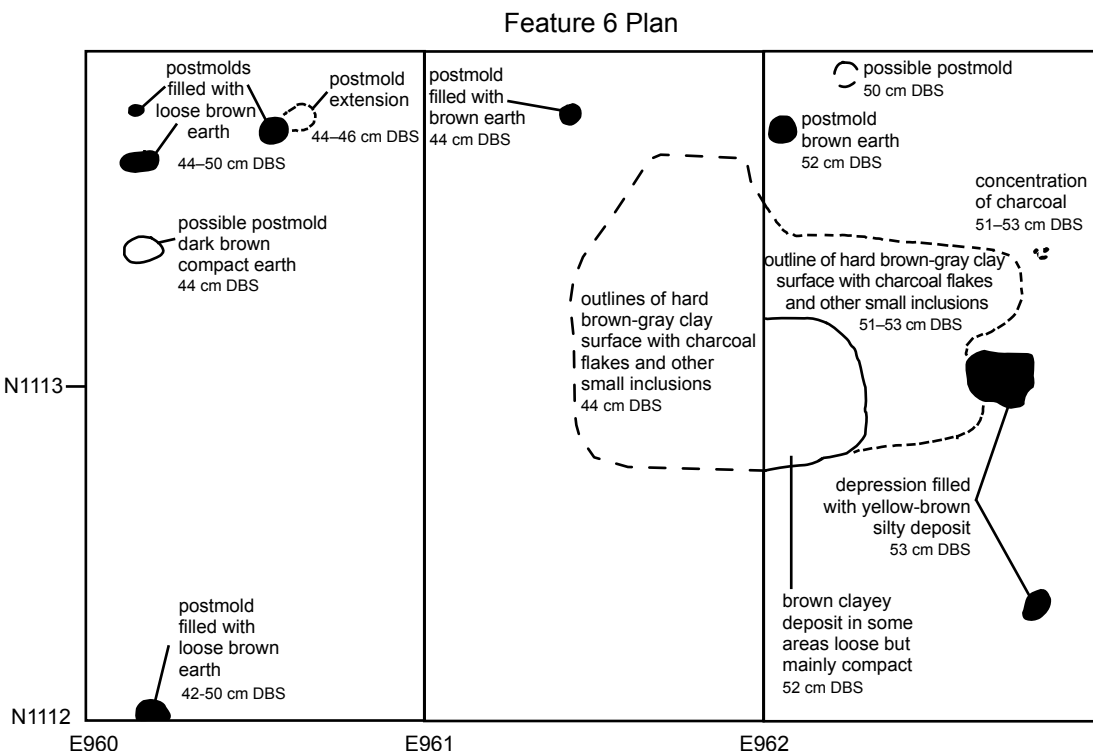 Feature 6 Plan
postmolds
filled with
loose brown
earth
44–50 cm DBS
postmold
extension
44–46 cm DBS
postmold
filled with
brown earth
44 cm DBS
possible postmold
50 cm DBS
postmold
brown earth
52 cm DBS
concentration
of charcoal
51–53 cm DBS
possible postmold
dark brown
compact earth
44 cm DBS
outlines of hard
brown-gray clay
surface with charcoal
flakes and other
small inclusions
44 cm DBS
outline of hard brown-gray clay
surface with charcoal flakes
and other small inclusions
51–53 cm DBS
N1113
depression filled
with yellow-brown
silty deposit
53 cm DBS
postmold
filled with
loose brown
earth
42-50 cm DBS
brown clayey
deposit in some
areas loose but
mainly compact
52 cm DBS
N1112
E960
E961
E962